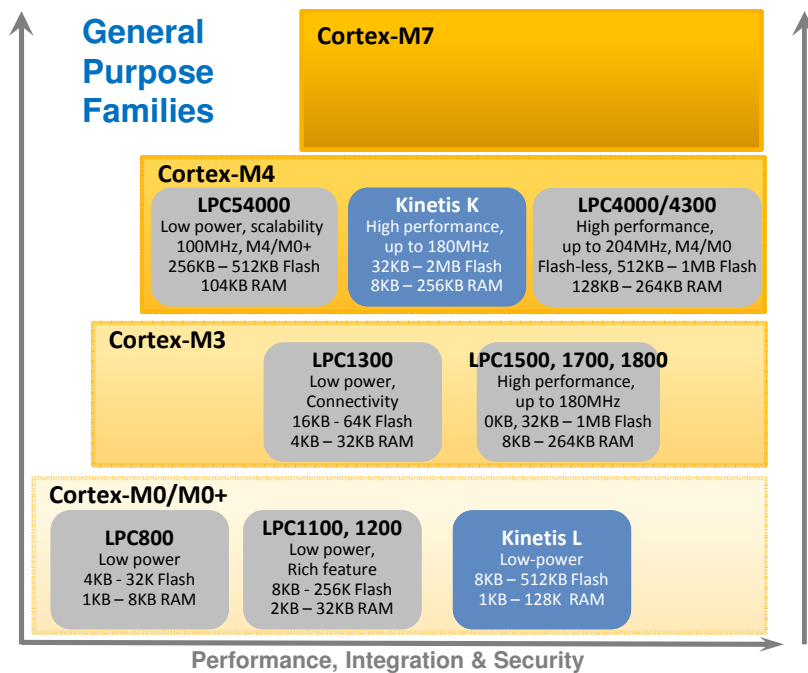 General
Purpose
Families
Cortex-M7
Cortex-M4
LPC54000
Low power, scalability
100MHz, M4/M0+
256KB – 512KB Flash
104KB RAM
Kinetis K
High performance,
up to 180MHz
32KB – 2MB Flash
8KB – 256KB RAM
LPC4000/4300
High performance,
up to 204MHz, M4/M0
Flash-less, 512KB – 1MB Flash
128KB – 264KB RAM
Cortex-M3
LPC1300
Low power,
Connectivity
16KB - 64K Flash
4KB – 32KB RAM
LPC1500, 1700, 1800
High performance,
up to 180MHz
0KB, 32KB – 1MB Flash
8KB – 264KB RAM
Cortex-M0/M0+
LPC800
Low power
4KB - 32K Flash
1KB – 8KB RAM
LPC1100, 1200
Low power,
Rich feature
8KB - 256K Flash
2KB – 32KB RAM
Kinetis L
Low-power
8KB – 512KB Flash
1KB – 128K RAM
Performance, Integration & Security